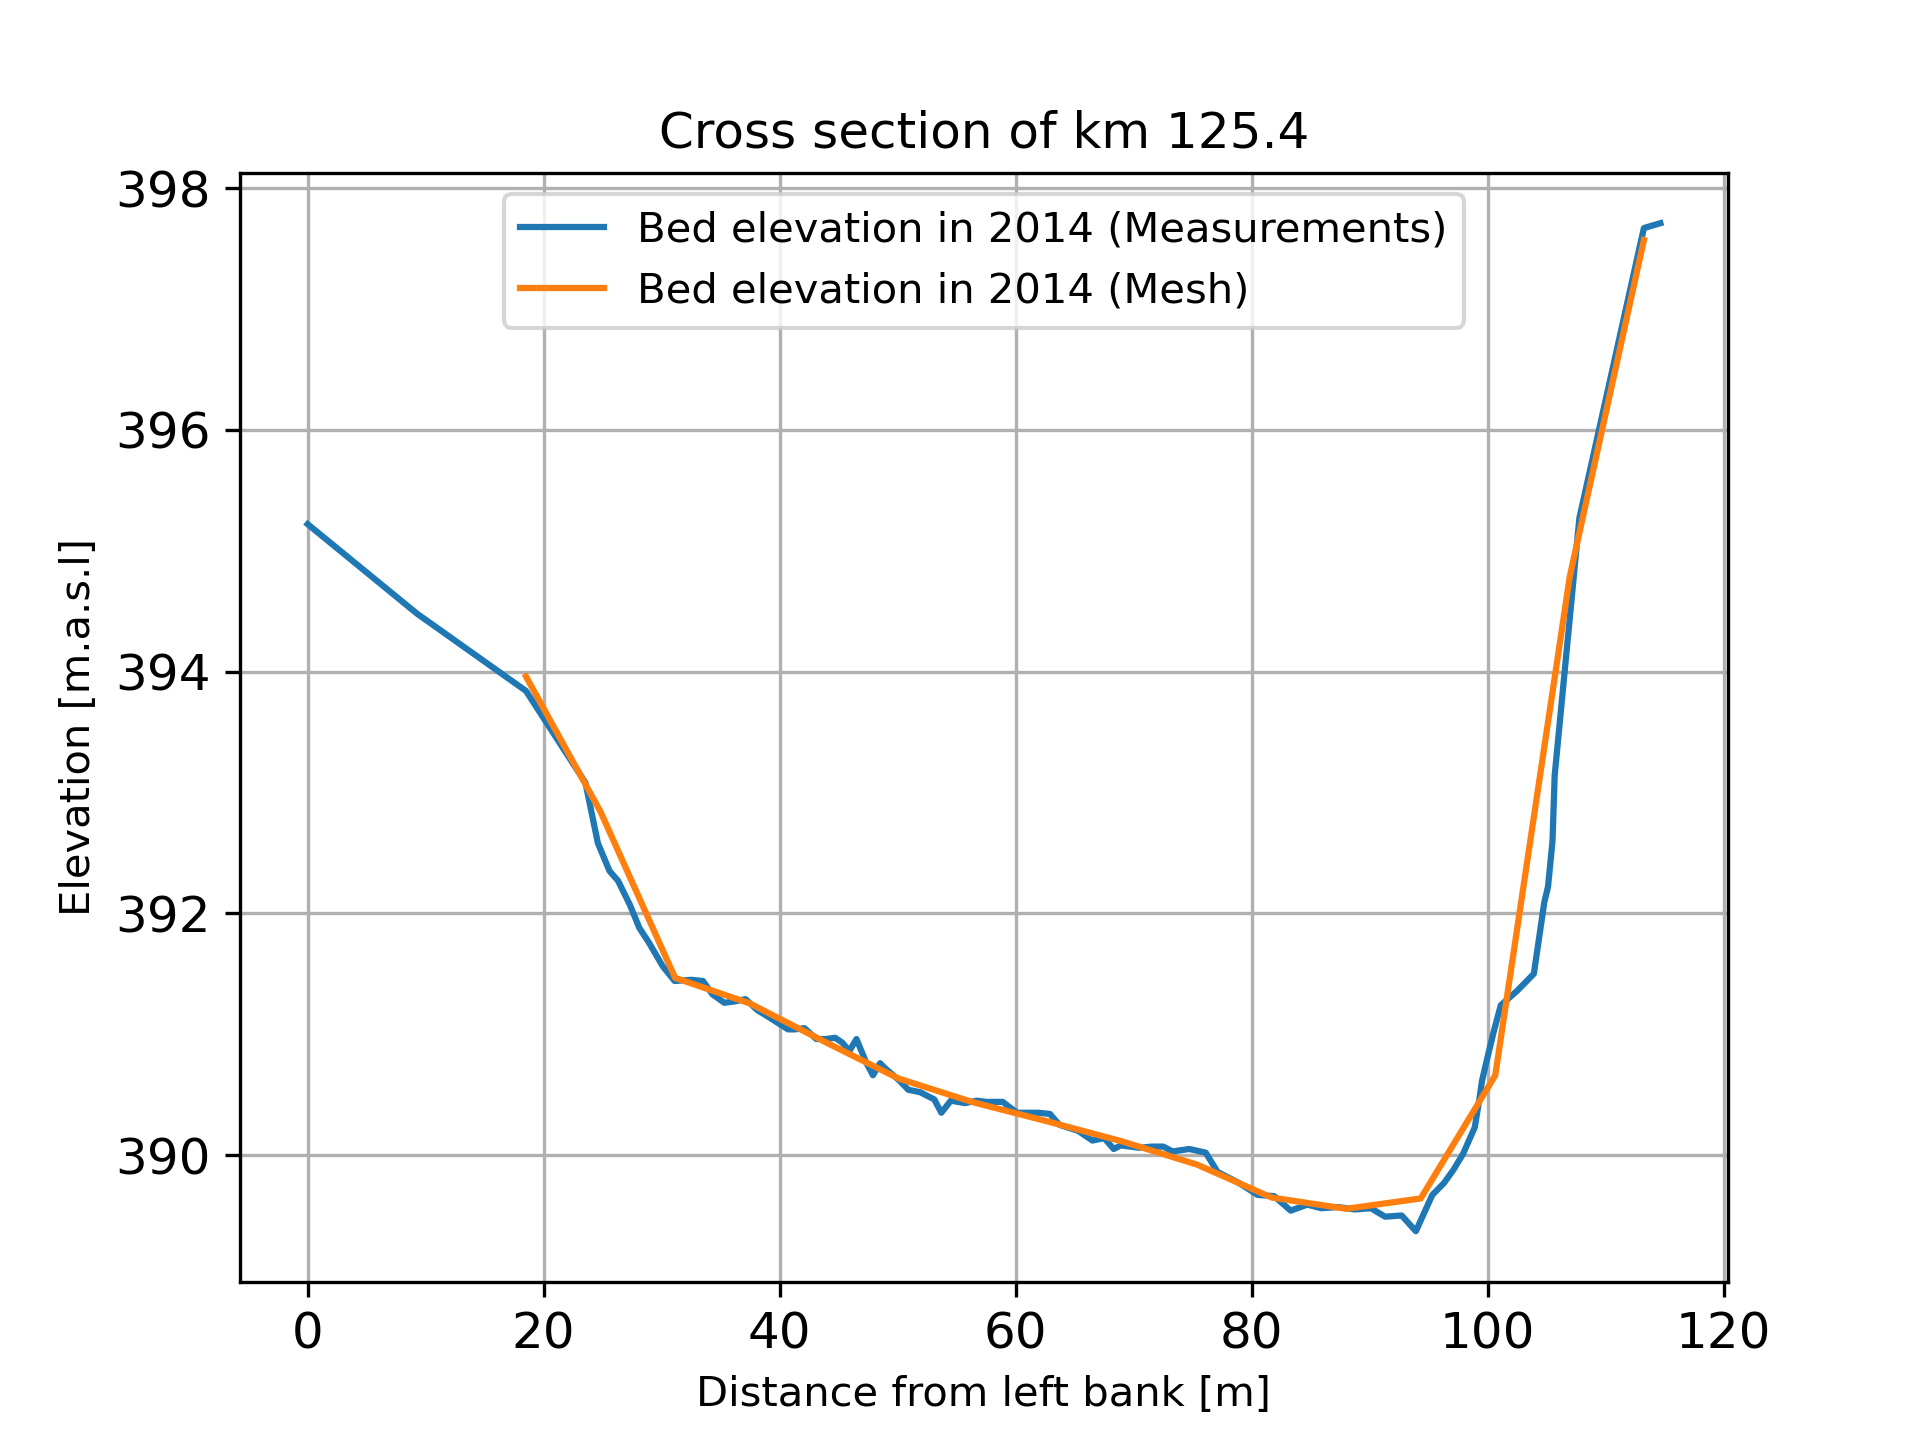 Cross section of km 125.4
Bed elevation in 2014 (Measurements)
Bed elevation in 2014 (Mesh)
398
396
394
392
390
Elevation [m.a.s.l]
0 20 40 60 80 100 120
Distance from left bank [m]